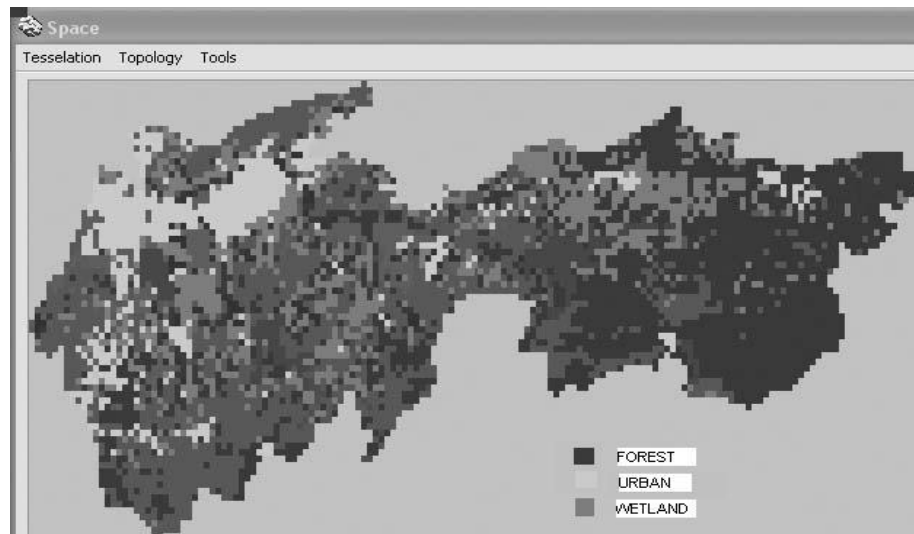 Space
Tesselation Topology Tools
FOREST
URBAN
WETLAND